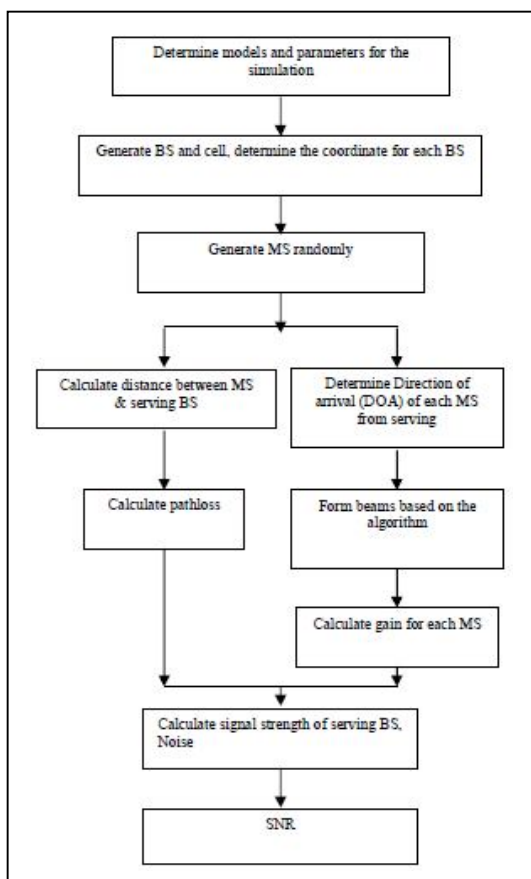 Determine models and parameters for the
simulation
Generate BS and cell, determine the coordinate for each BS
Generate MS randomly
Calculate distance between MS
& serving BS
Calculate pathloss
Determine Direction of
arrival (DOA) of each MS
from serving
Form beams based on the
algorithm
Calculate gain for each MS
Calculate signal strength of serving BS,
Noise
SNR